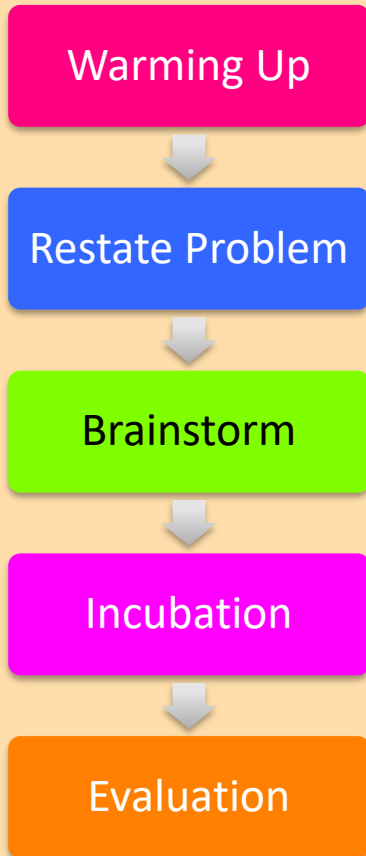 Warming Up
Restate Problem
Brainstorm
Incubation
Evaluation